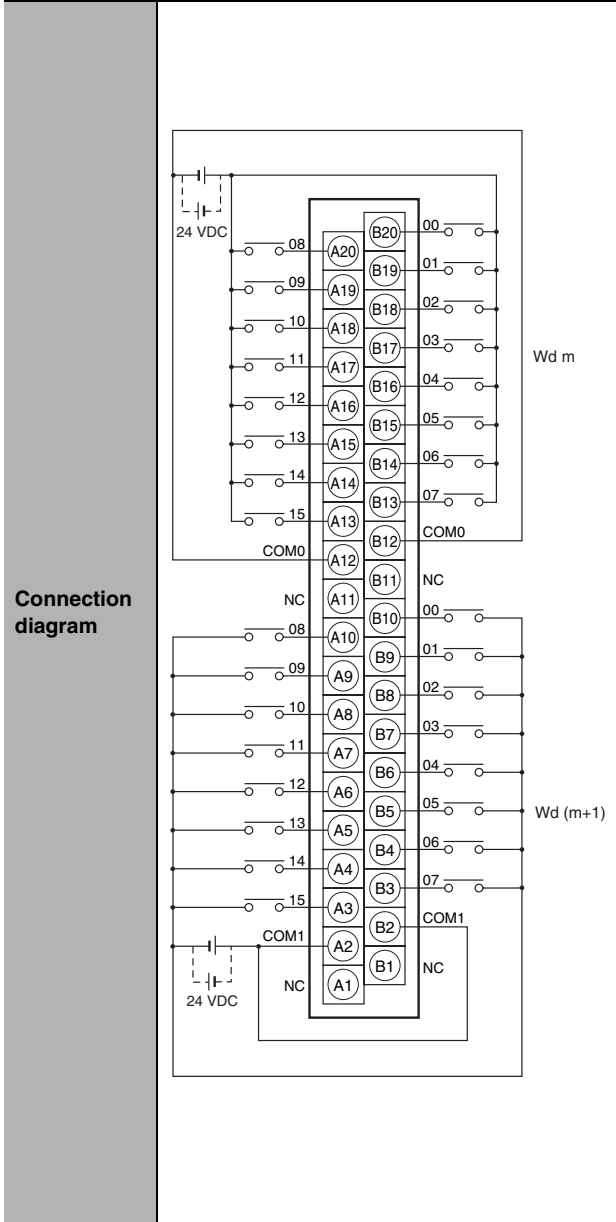 Connection
diagram
24 VDC
08 A20 B20 00
09 A19 B19 01
10 A18 B18 02
11 A17 B17 03
Wd m
12 A16 B16 04
13 A15 B15 05
14 A14 B14 06
15 A13 B13 07
COM0 A12 B12 COM0
NC A11 B11 NC
08 A10 B10 00
09 A9 B9 01
10 A8 B8 02
11 A7 B7 03
12 A6 B6 04
13 A5 B5 05
Wd (m+1)
14 A4 B4 06
15 A3 B3 07
COM1 A2 B2 COM1
NC A1 B1 NC
24 VDC